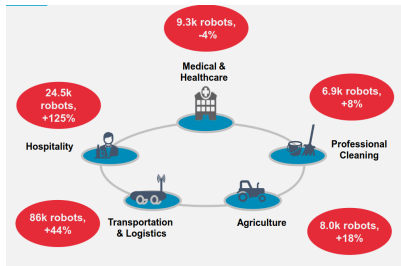 9.3k robots,
-4%
Medical &
Healthcare
24.5k
robots,
+125%
Hospitality
6.9k robots,
+8%
Professional
Cleaning
86k robots,
+44%
Transportation
& Logistics
Agriculture
8.0k robots,
+18%